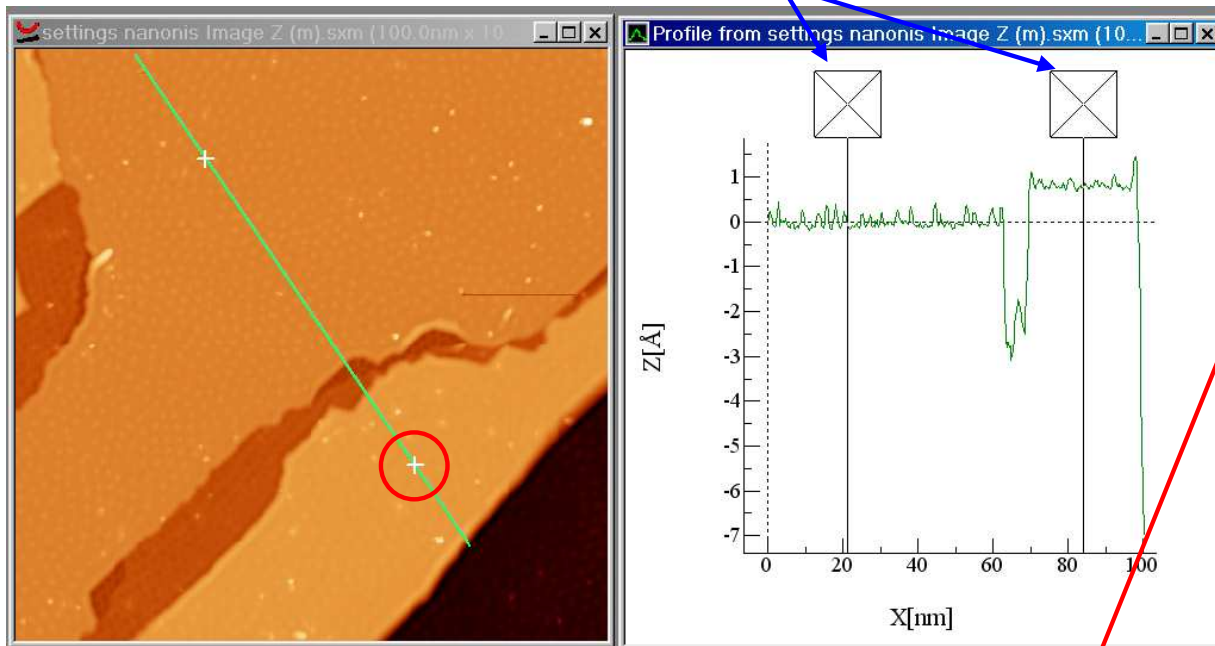 settings nanonis Image Z (m).sxm (100.0nm x 10
Profile from settings nanonis Image Z (m).sxm (10...
1
0
-1
-2
-3
-4
-5
-6
-7
Z[Å]
0 20 40 60 80 100
X[nm]